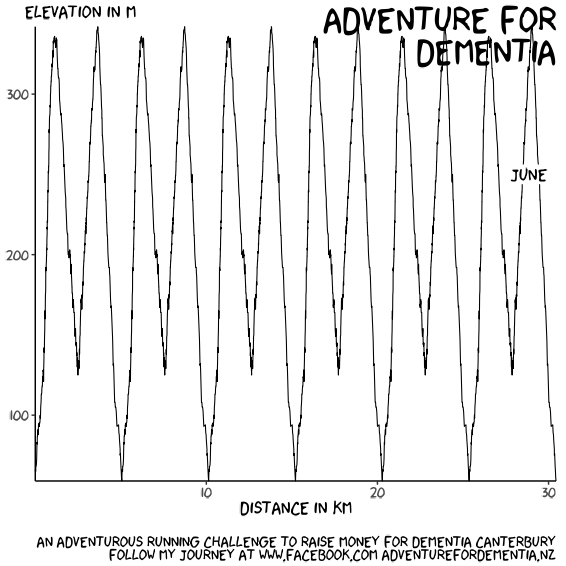 ELEVATION IN M
ADVENTURE FOR
DEMENTIA
300
JUNE
200
100
10
20
30
DISTANCE IN KM
AN ADVENTUROUS RUNNING CHALLENGE TO RAISE MONEY FOR DEMENTIA CANTERBURY
FOLLOW MY JOURNEY AT WWW.FACEBOOK.COM ADVENTUREFORDEMENTIA.NZ